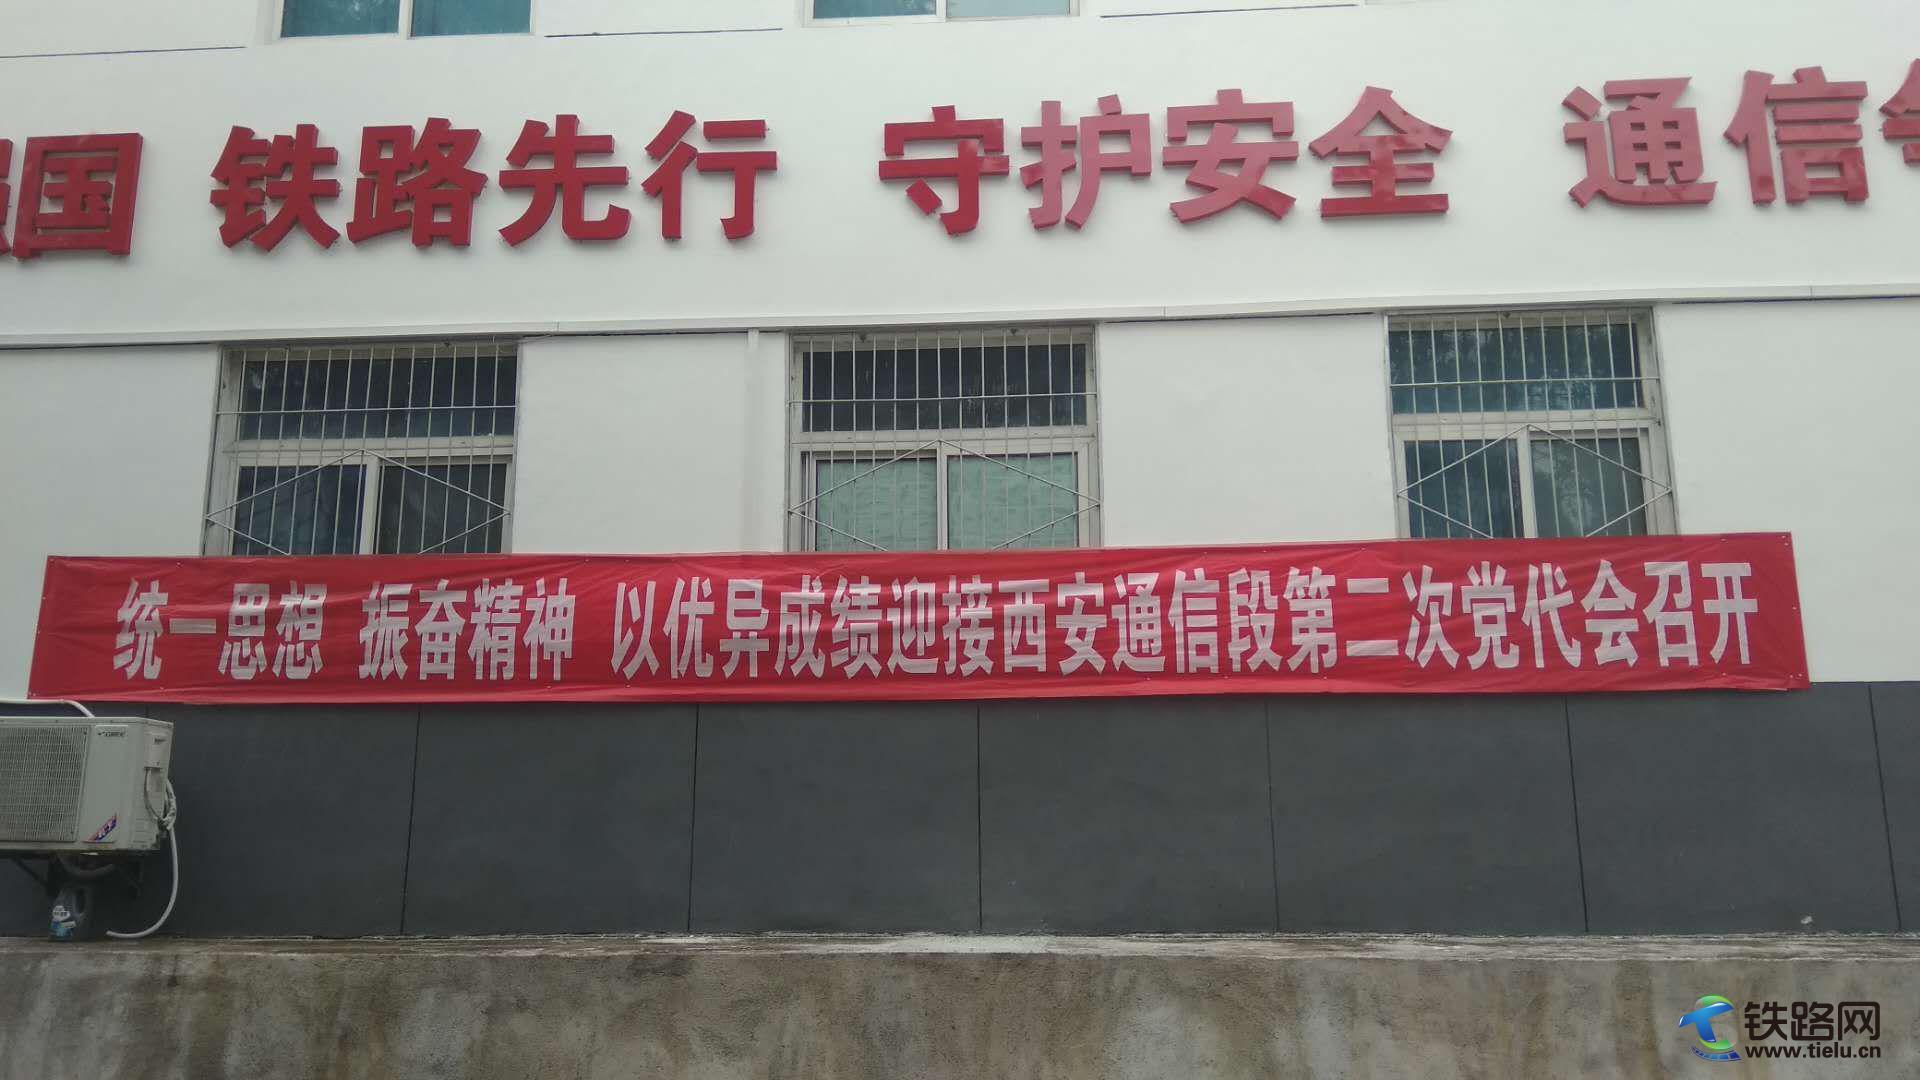 国 铁路先行 守护安全 通信
统一思想 振奋精神 以优异成绩迎接西安通信段第二次党代会召开
铁路网
www.tielu.cn